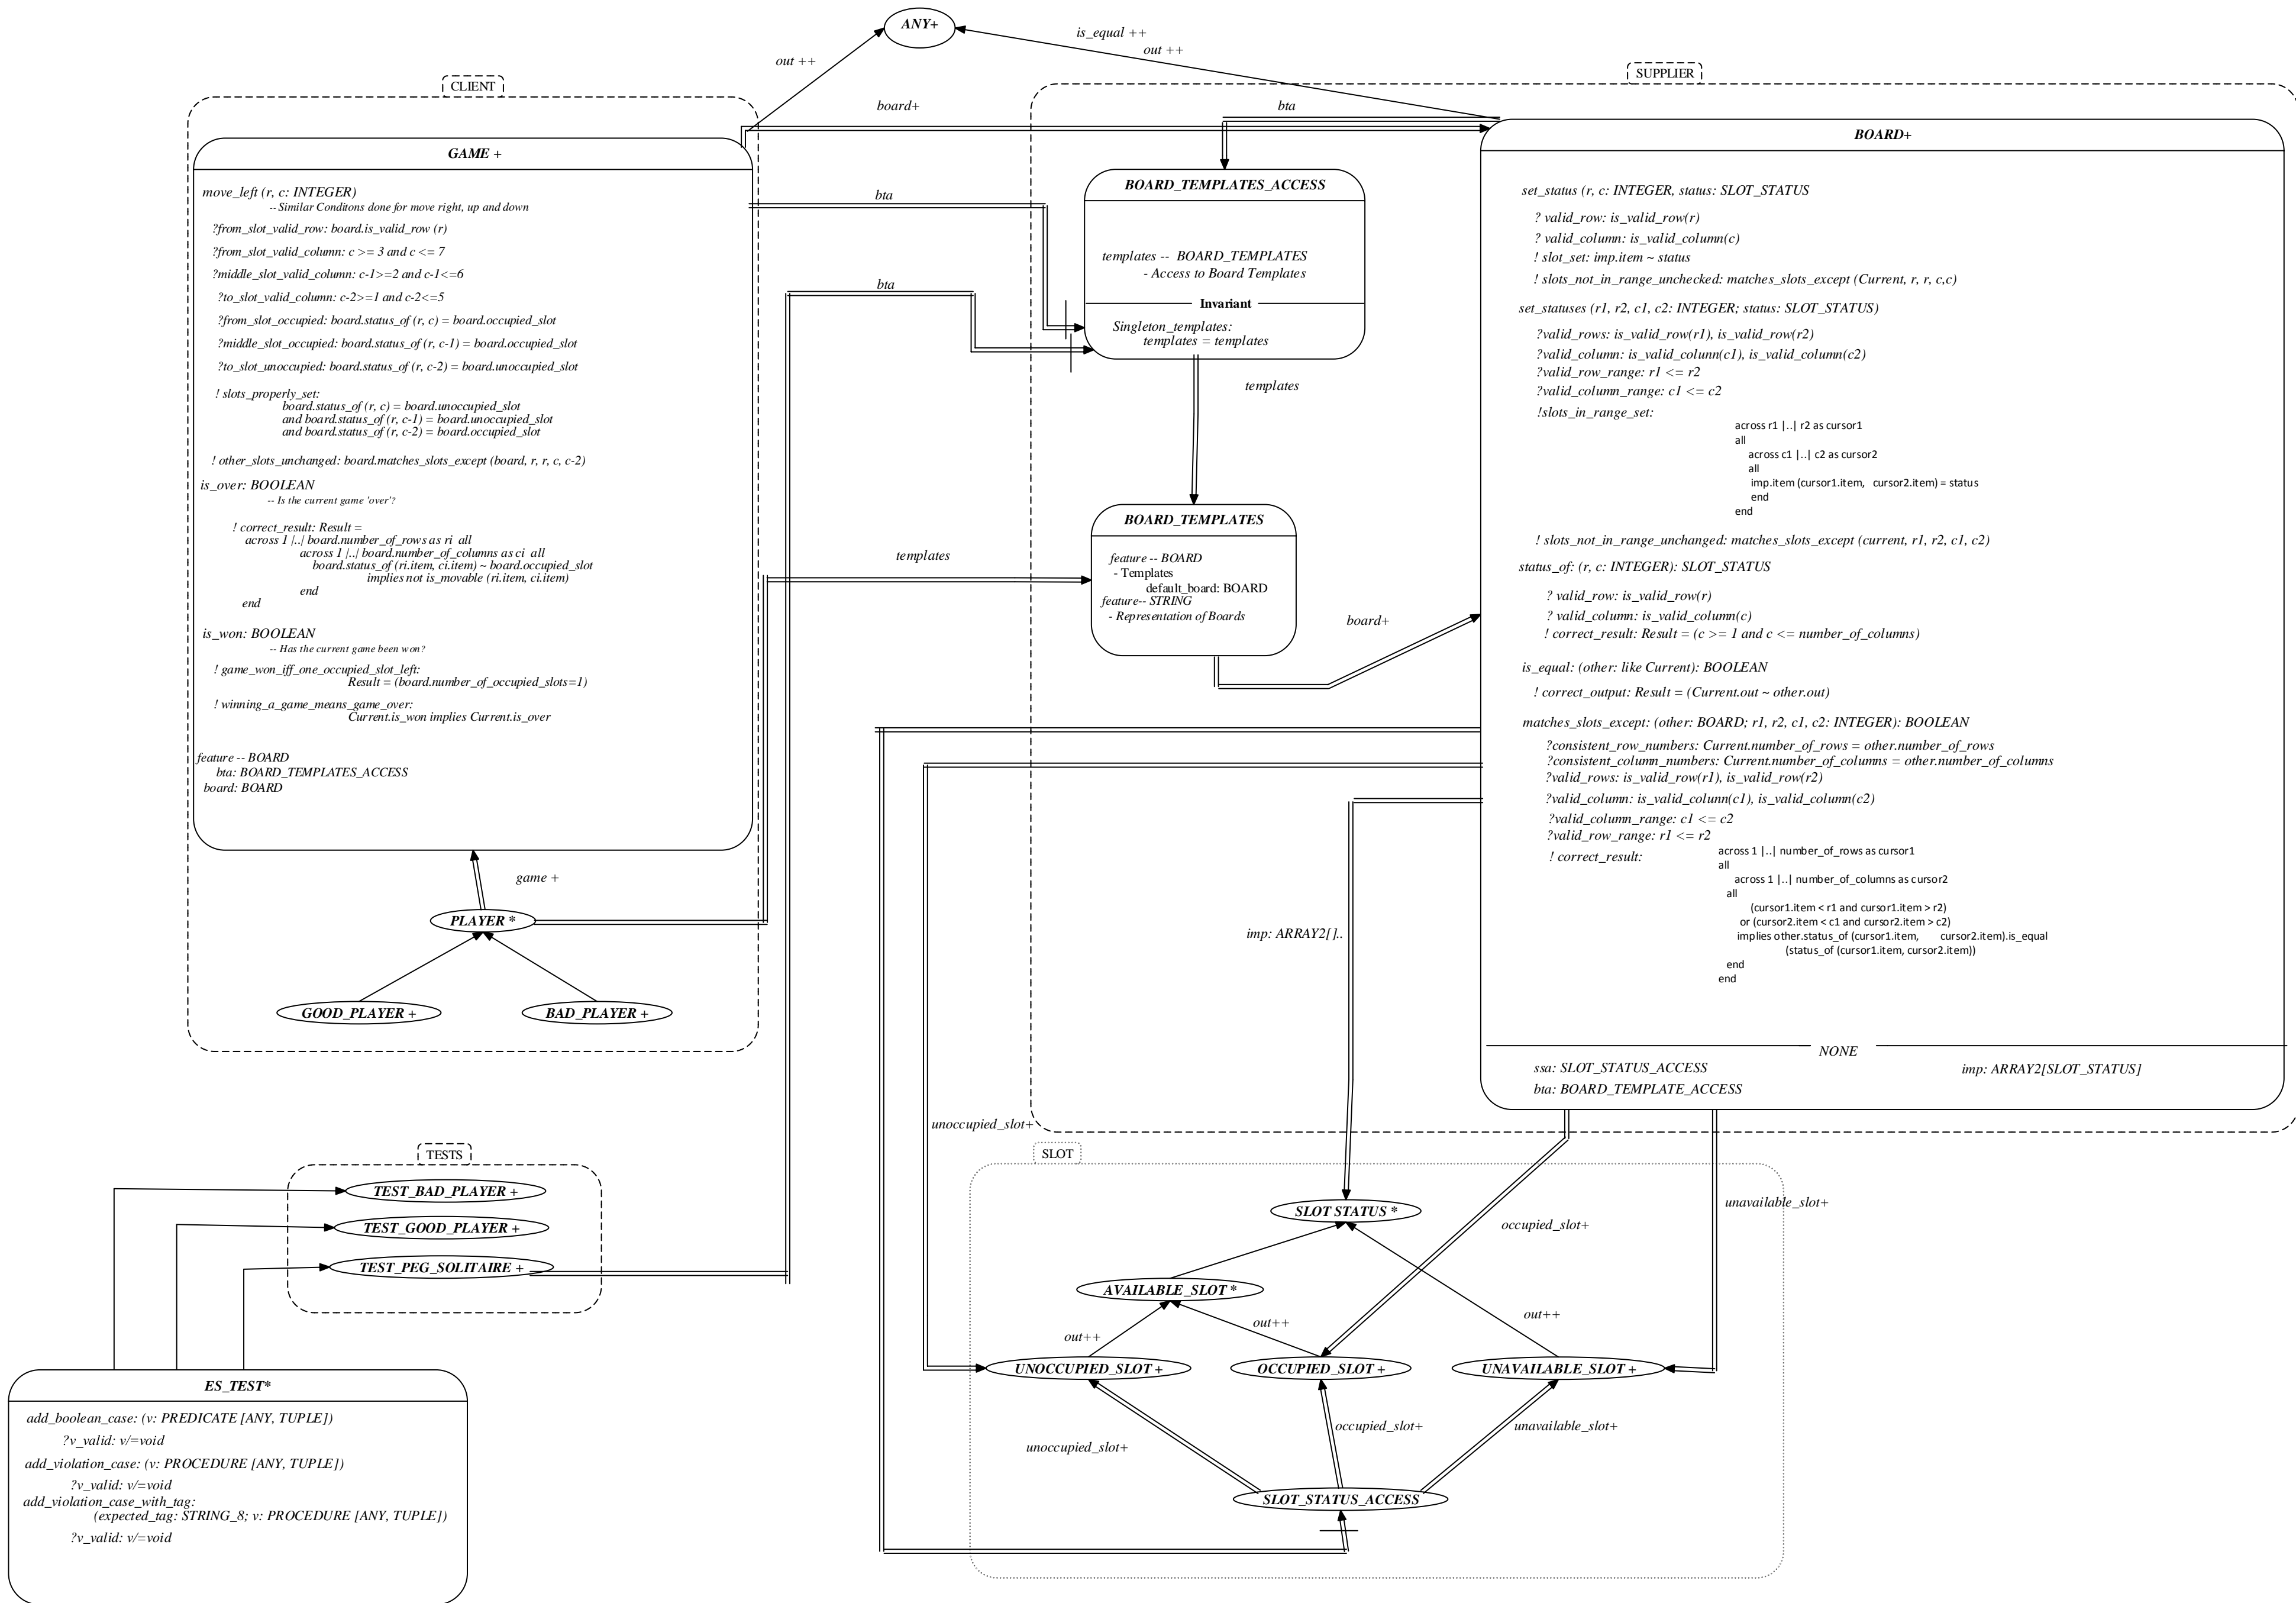 ANY+
is_equal ++
out ++
out ++
CLIENT
SUPPLIER
board+
bta
GAME +
move_left (r, c: INTEGER)
-- Similar Conditons done for move right, up and down
?from_slot_valid_row: board.is_valid_row (r)
?from_slot_valid_column: c >= 3 and c <= 7
?middle_slot_valid_column: c-1>=2 and c-1<=6
?to_slot_valid_column: c-2>=1 and c-2<=5
?from_slot_occupied: board.status_of (r, c) = board.occupied_slot
?middle_slot_occupied: board.status_of (r, c-1) = board.occupied_slot
?to_slot_unoccupied: board.status_of (r, c-2) = board.unoccupied_slot
! slots_properly_set:
board.status_of (r, c) = board.unoccupied_slot
and board.status_of (r, c-1) = board.unoccupied_slot
and board.status_of (r, c-2) = board.occupied_slot
! other_slots_unchanged: board.matches_slots_except (board, r, r, c, c-2)
is_over: BOOLEAN
-- Is the current game 'over'?
! correct_result: Result =
across 1 |..| board.number_of_rows as ri all
across 1 |..| board.number_of_columns as ci all
board.status_of (ri.item, ci.item) ~ board.occupied_slot
implies not is_movable (ri.item, ci.item)
end
end
is_won: BOOLEAN
-- Has the current game been won?
! game_won_iff_one_occupied_slot_left:
Result = (board.number_of_occupied_slots=1)
! winning_a_game_means_game_over:
Current.is_won implies Current.is_over
feature -- BOARD
bta: BOARD_TEMPLATES_ACCESS
board: BOARD
game +
PLAYER *
GOOD_PLAYER +
BAD_PLAYER +
bta
bta
templates
BOARD_TEMPLATES_ACCESS
templates -- BOARD_TEMPLATES
- Access to Board Templates
Invariant
Singleton_templates:
templates = templates
templates
BOARD_TEMPLATES
feature -- BOARD
- Templates
default_board: BOARD
feature-- STRING
- Representation of Boards
board+
BOARD+
set_status (r, c: INTEGER, status: SLOT_STATUS
? valid_row: is_valid_row(r)
? valid_column: is_valid_column(c)
! slot_set: imp.item ~ status
! slots_not_in_range_unchecked: matches_slots_except (Current, r, r, c,c)
set_statuses (r1, r2, c1, c2: INTEGER; status: SLOT_STATUS)
?valid_rows: is_valid_row(r1), is_valid_row(r2)
?valid_column: is_valid_colunn(c1), is_valid_column(c2)
?valid_row_range: r1 <= r2
?valid_column_range: c1 <= c2
!slots_in_range_set:
across r1 |..| r2 as cursor1
all
across c1 |..| c2 as cursor2
all
imp.item (cursor1.item, cursor2.item) = status
end
end
! slots_not_in_range_unchanged: matches_slots_except (current, r1, r2, c1, c2)
status_of: (r, c: INTEGER): SLOT_STATUS
? valid_row: is_valid_row(r)
? valid_column: is_valid_column(c)
! correct_result: Result = (c >= 1 and c <= number_of_columns)
is_equal: (other: like Current): BOOLEAN
! correct_output: Result = (Current.out ~ other.out)
matches_slots_except: (other: BOARD; r1, r2, c1, c2: INTEGER): BOOLEAN
?consistent_row_numbers: Current.number_of_rows = other.number_of_rows
?consistent_column_numbers: Current.number_of_columns = other.number_of_columns
?valid_rows: is_valid_row(r1), is_valid_row(r2)
?valid_column: is_valid_colunn(c1), is_valid_column(c2)
?valid_column_range: c1 <= c2
?valid_row_range: r1 <= r2
! correct_result:
across 1 |..| number_of_rows as cursor1
all
across 1 |..| number_of_columns as cursor2
all
(cursor1.item < r1 and cursor1.item > r2)
or (cursor2.item < c1 and cursor2.item > c2)
implies other.status_of (cursor1.item, cursor2.item).is_equal
(status_of (cursor1.item, cursor2.item))
end
end
NONE
ssa: SLOT_STATUS_ACCESS
imp: ARRAY2[SLOT_STATUS]
bta: BOARD_TEMPLATE_ACCESS
imp: ARRAY2[]..
unoccupied_slot+
SLOT
SLOT STATUS *
occupied_slot+
unavailable_slot+
AVAILABLE_SLOT *
out++
out++
out++
UNOCCUPIED_SLOT +
OCCUPIED_SLOT +
UNAVAILABLE_SLOT +
unoccupied_slot+
occupied_slot+
unavailable_slot+
SLOT_STATUS_ACCESS
TESTS
TEST_BAD_PLAYER +
TEST_GOOD_PLAYER +
TEST_PEG_SOLITAIRE +
ES_TEST*
add_boolean_case: (v: PREDICATE [ANY, TUPLE])
?v_valid: v/=void
add_violation_case: (v: PROCEDURE [ANY, TUPLE])
?v_valid: v/=void
add_violation_case_with_tag:
(expected_tag: STRING_8; v: PROCEDURE [ANY, TUPLE])
?v_valid: v/=void